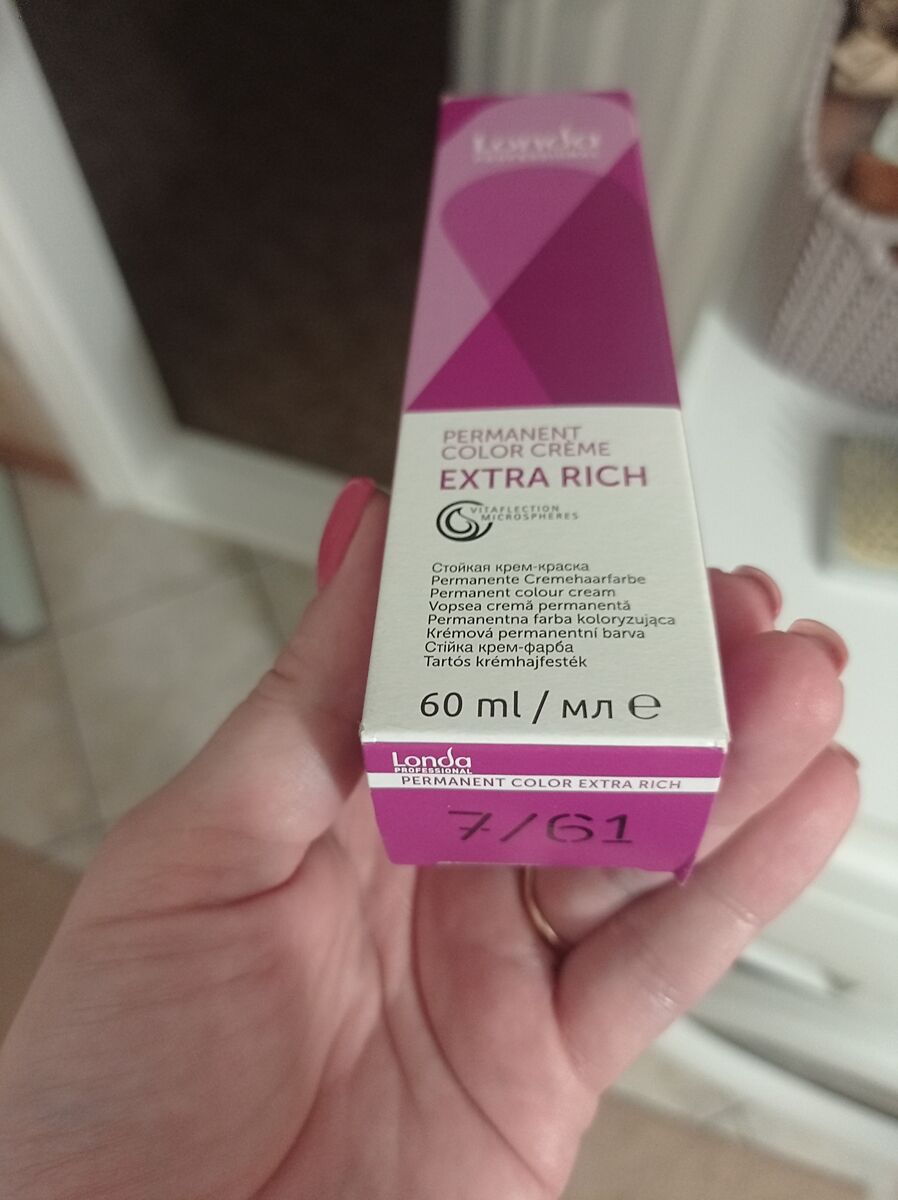 Londa
PROFESSIONAL
PERMANENT
COLOR CRÈME
EXTRA RICH
VITAFLECTION
MICROSPHERES
Стойкая крем-краска
Permanente Cremehaarfarbe
Permanent colour cream
Vopsea cremă permanentă
Permanentna farba koloryzująca
Krémová permanentní barva
Стійка крем-фарба
Tartós krémhajfesték
60 ml / мл ℮
Londa
PROFESSIONAL
PERMANENT COLOR EXTRA RICH
7/61